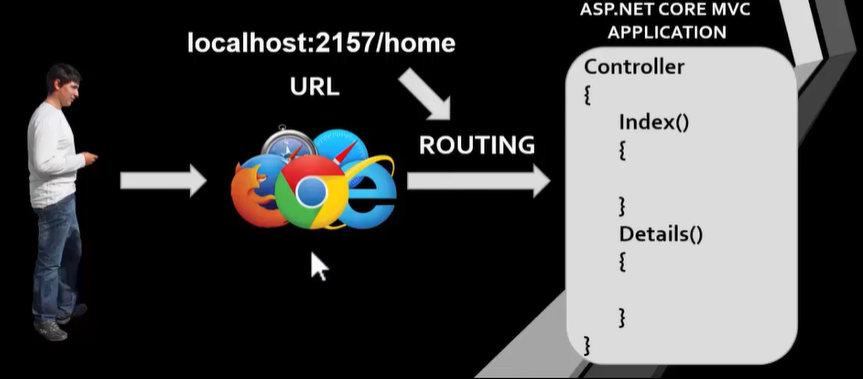 localhost:2157/home
URL
ROUTING
ASP.NET CORE MVC
APPLICATION
Controller
{
Index()
{
}
Details()
{
}
}